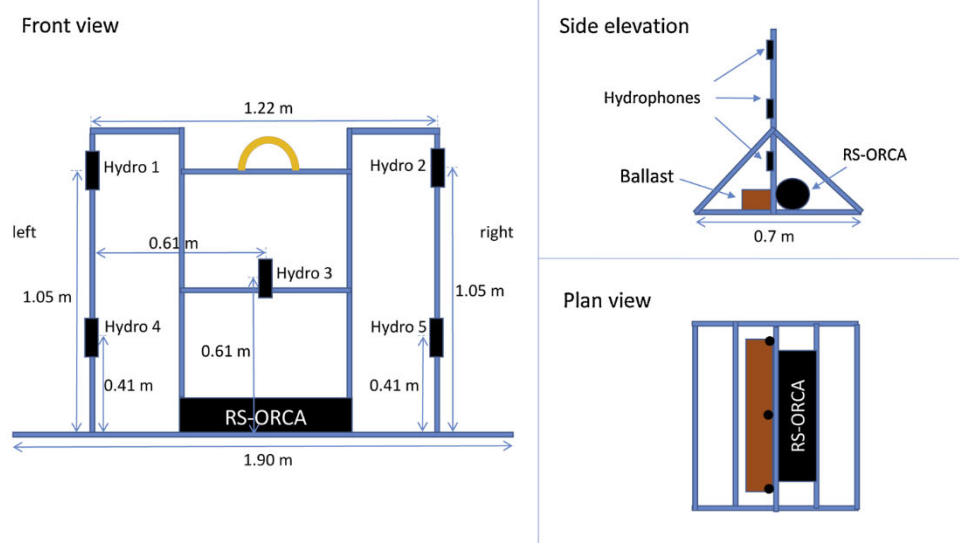 Front view
1.22 m
Hydro 1
Hydro 2
left
right
0.61 m
Hydro 3
1.05 m
1.05 m
Hydro 4
Hydro 5
0.61 m
0.41 m
0.41 m
RS-ORCA
1.90 m
Side elevation
Hydrophones
RS-ORCA
Ballast
0.7 m
Plan view
RS-ORCA